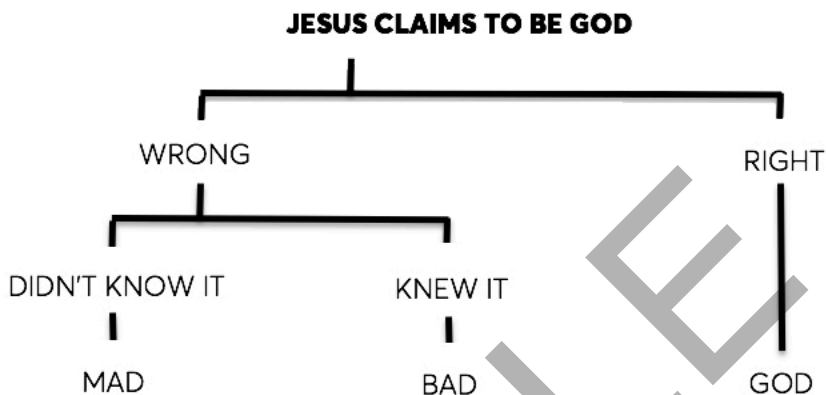 JESUS CLAIMS TO BE GOD
WRONG
RIGHT
DIDN'T KNOW IT
KNEW IT
MAD
BAD
GOD